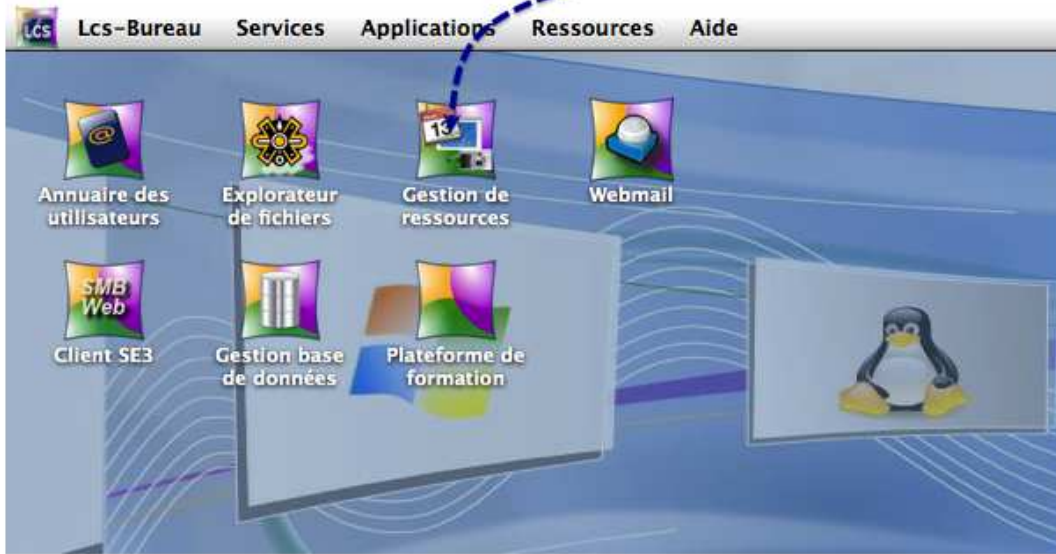 LCS Lcs-Bureau Services Applications Ressources Aide
13
@
Annuaire des
utilisateurs
Explorateur
de fichiers
Gestion de
ressources
Webmail
SMB
Web
Client SE3
Gestion base
de données
Plateforme de
formation